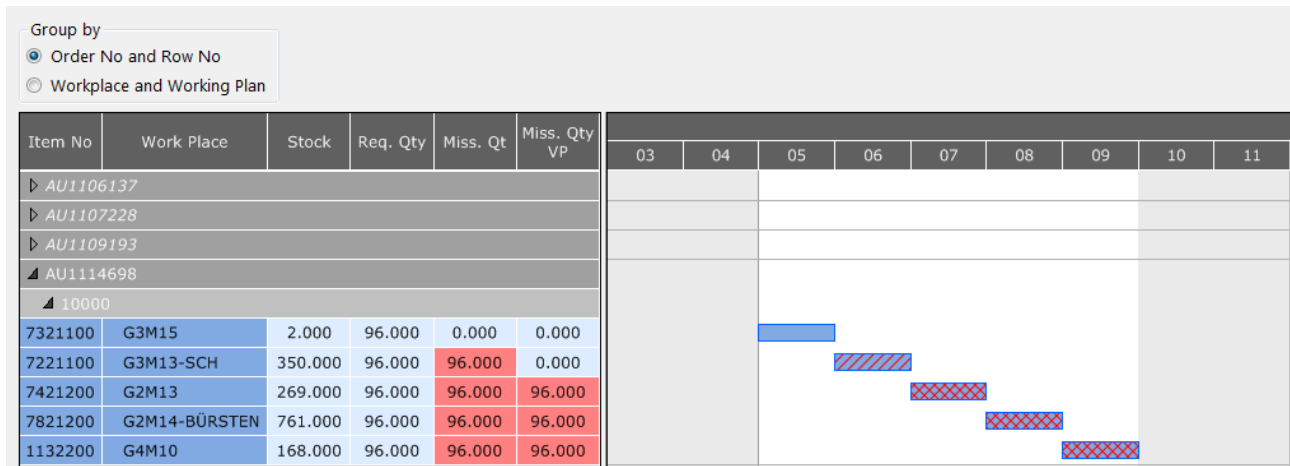 Group by
Order No and Row No
Workplace and Working Plan
Item No Work Place Stock Req. Qty Miss. Qt Miss. Qty VP
03 04 05 06 07 08 09 10 11
AU1106137
AU1107228
AU1109193
AU1114698
10000
7321100 G3M15 2.000 96.000 0.000 0.000
7221100 G3M13-SCH 350.000 96.000 96.000 0.000
7421200 G2M13 269.000 96.000 96.000 96.000
7821200 G2M14-BÜRSTEN 761.000 96.000 96.000 96.000
1132200 G4M10 168.000 96.000 96.000 96.000